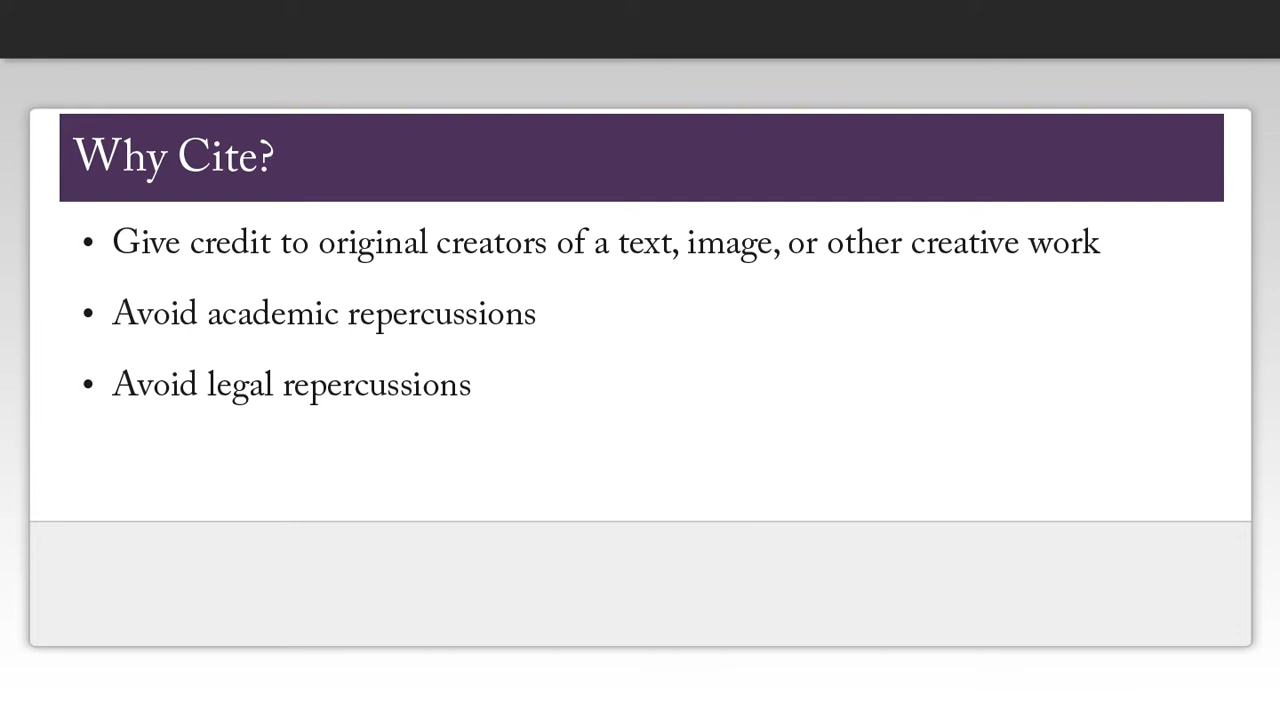 Why Cite?
• Give credit to original creators of a text, image, or other creative work
• Avoid academic repercussions
• Avoid legal repercussions